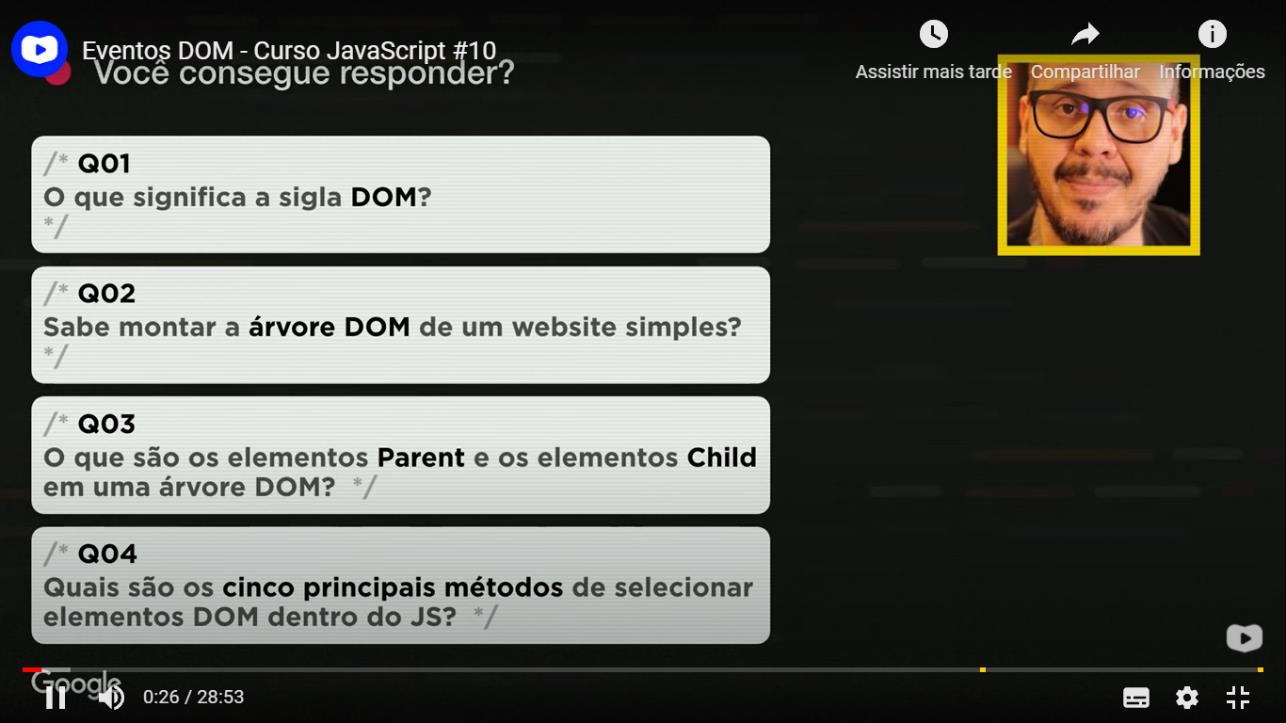 Eventos DOM - Curso JavaScript #10
Você consegue responder?
Assistir mais tarde
Compartilhar
Informações
/* Q01
O que significa a sigla DOM?
*/
/* Q02
Sabe montar a árvore DOM de um website simples?
*/
/* Q03
O que são os elementos Parent e os elementos Child
em uma árvore DOM? */
/* Q04
Quais são os cinco principais métodos de selecionar
elementos DOM dentro do JS? */
Google
0:26 / 28:53